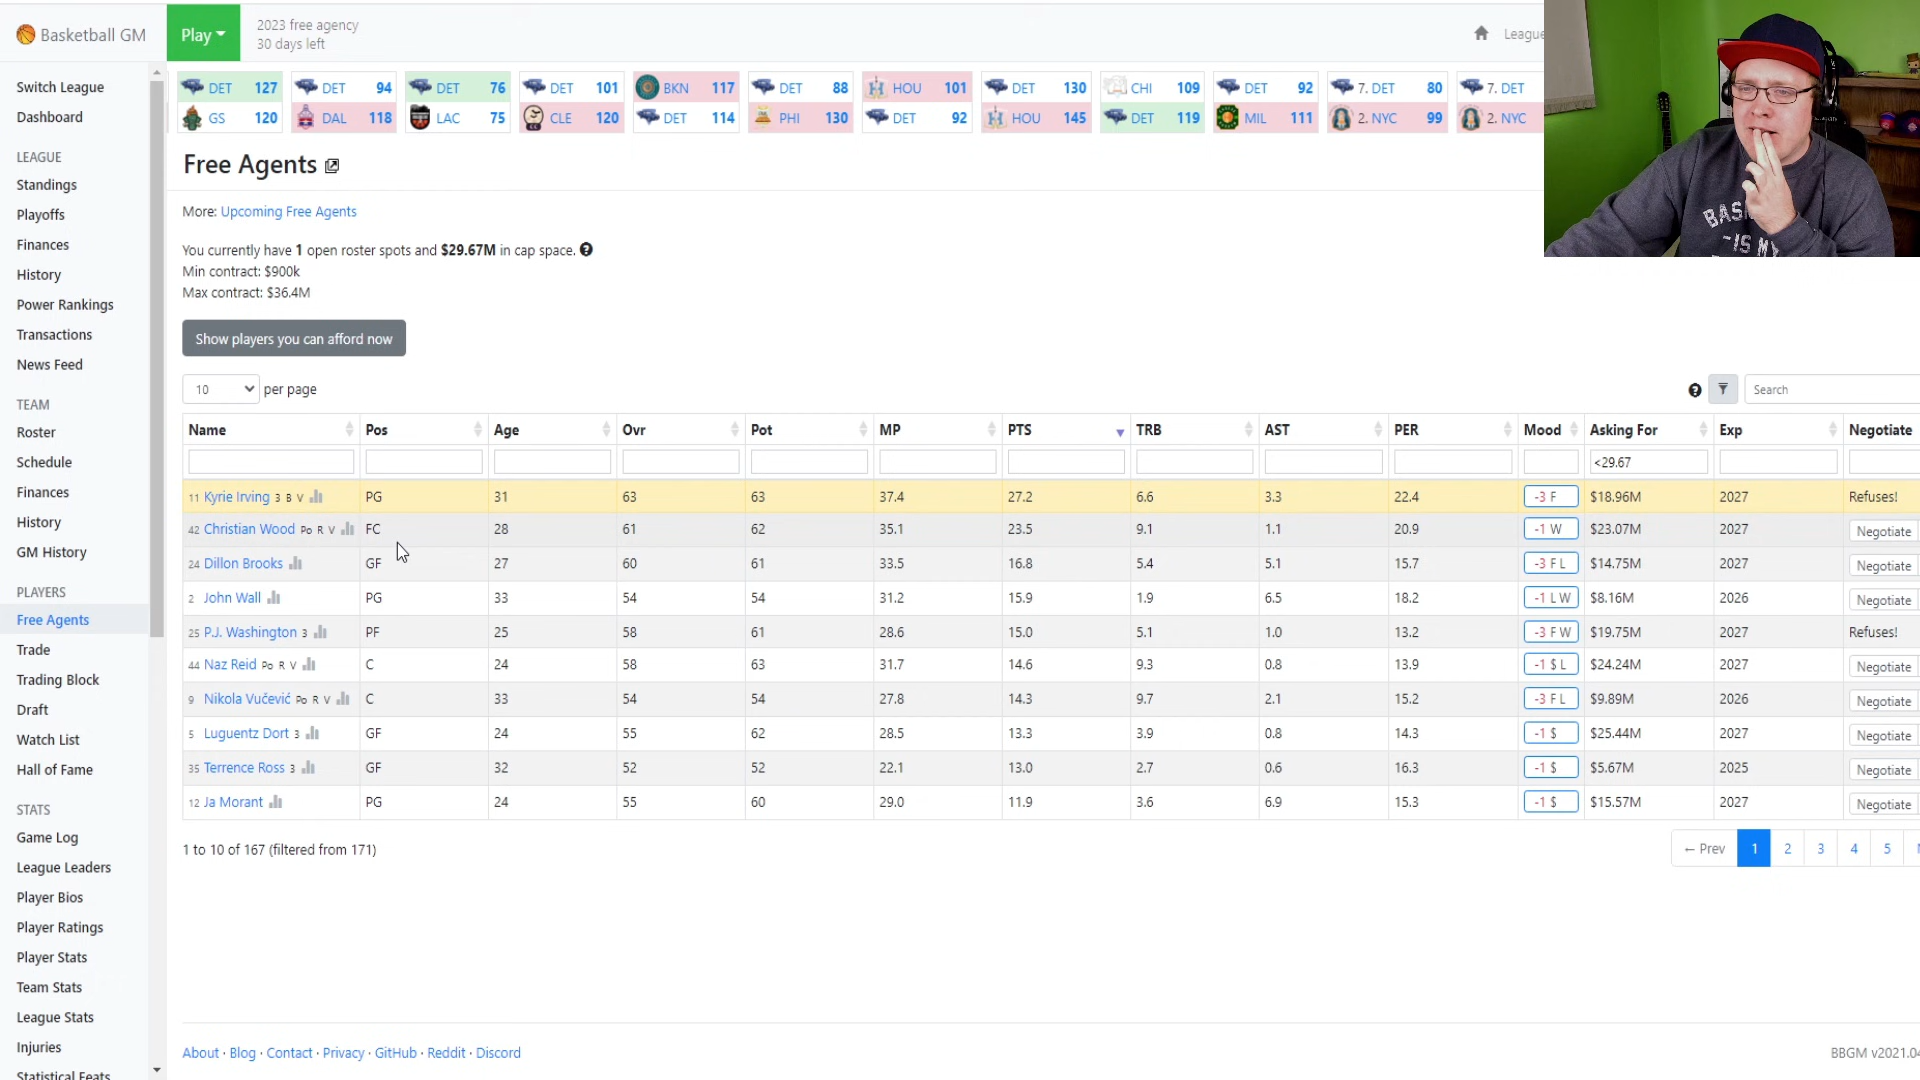 Basketball GM
Play
2023 free agency
30 days left
League
Switch League
Dashboard
LEAGUE
Standings
Playoffs
Finances
History
Power Rankings
Transactions
News Feed
TEAM
Roster
Schedule
Finances
History
GM History
PLAYERS
Free Agents
Trade
Trading Block
Draft
Watch List
Hall of Fame
STATS
Game Log
League Leaders
Player Bios
Player Ratings
Player Stats
Team Stats
League Stats
Injuries
Statistical Feats
DET 127 DET 94 DET 76 DET 101 BKN 117 DET 88 HOU 101 DET 130 CHI 109 DET 92 7. DET 80 7. DET
GS 120 DAL 118 LAC 75 CLE 120 DET 114 PHI 130 DET 92 HOU 145 DET 119 MIL 111 2. NYC 99 2. NYC
Free Agents
More: Upcoming Free Agents
You currently have 1 open roster spots and $29.67M in cap space. ?
Min contract: $900k
Max contract: $36.4M
Show players you can afford now
10 per page
? Search
Name Pos Age Ovr Pot MP PTS TRB AST PER Mood Asking For Exp Negotiate
<29.67
11 Kyrie Irving 3 B V PG 31 63 63 37.4 27.2 6.6 3.3 22.4 -3 F $18.96M 2027 Refuses!
42 Christian Wood Po R V FC 28 61 62 35.1 23.5 9.1 1.1 20.9 -1 W $23.07M 2027 Negotiate
24 Dillon Brooks GF 27 60 61 33.5 16.8 5.4 5.1 15.7 -3 F L $14.75M 2027 Negotiate
2 John Wall PG 33 54 54 31.2 15.9 1.9 6.5 18.2 -1 L W $8.16M 2026 Negotiate
25 P.J. Washington 3 PF 25 58 61 28.6 15.0 5.1 1.0 13.2 -3 F W $19.75M 2027 Refuses!
44 Naz Reid Po R V C 24 58 63 31.7 14.6 9.3 0.8 13.9 -1 $ L $24.24M 2027 Negotiate
9 Nikola Vučević Po R V C 33 54 54 27.8 14.3 9.7 2.1 15.2 -3 F L $9.89M 2026 Negotiate
5 Luguentz Dort 3 GF 24 55 62 28.5 13.3 3.9 0.8 14.3 -1 $ $25.44M 2027 Negotiate
35 Terrence Ross 3 GF 32 52 52 22.1 13.0 2.7 0.6 16.3 -1 $ $5.67M 2025 Negotiate
12 Ja Morant PG 24 55 60 29.0 11.9 3.6 6.9 15.3 -1 $ $15.57M 2027 Negotiate
1 to 10 of 167 (filtered from 171)
← Prev 1 2 3 4 5
About · Blog · Contact · Privacy · GitHub · Reddit · Discord
BBGM v2021.04